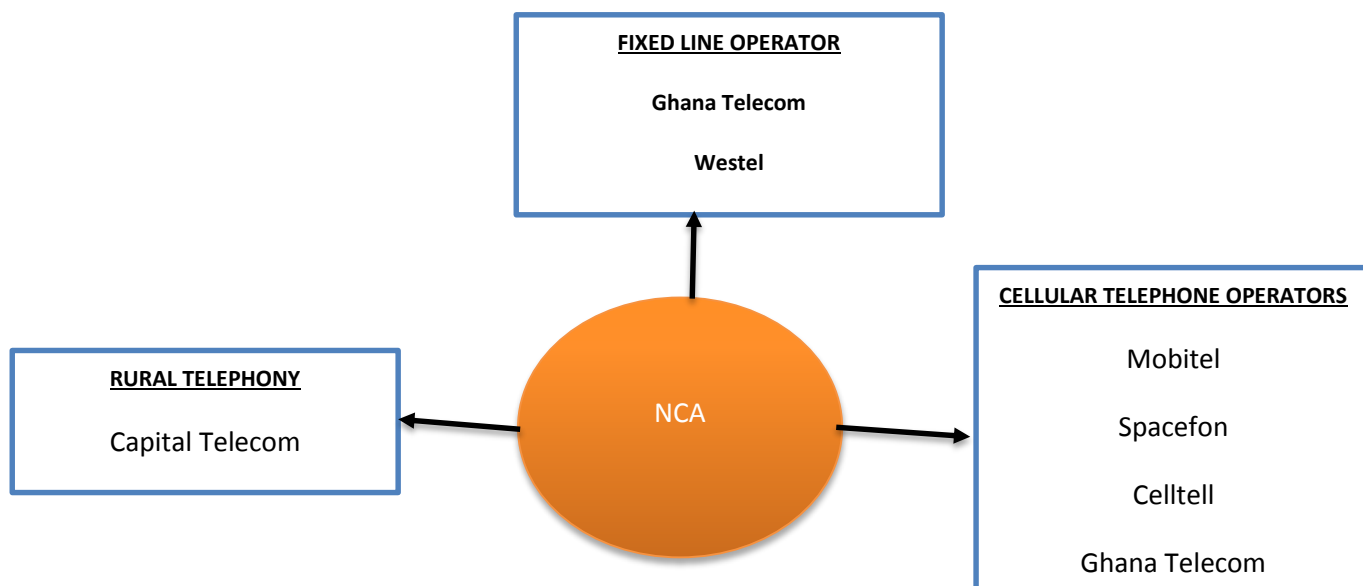 FIXED LINE OPERATOR
Ghana Telecom
Westel
CELLULAR TELEPHONE OPERATORS
Mobitel
Spacefon
Celltell
Ghana Telecom
RURAL TELEPHONY
Capital Telecom
NCA